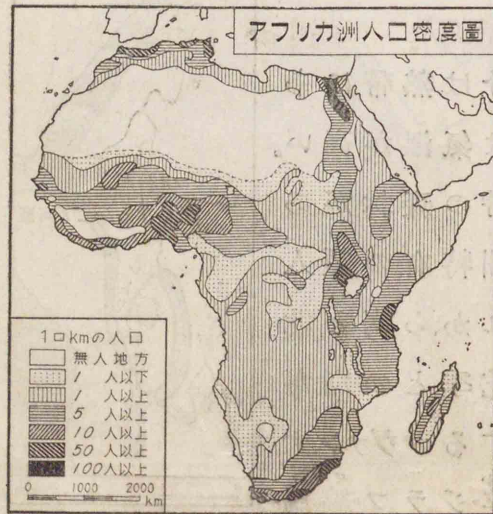 アフリカ洲人口密度圖
1□kmの人口
無人地方
1 人以下
1 人以上
5 人以上
10 人以上
50 人以上
100人以上
0 1000 2000
km